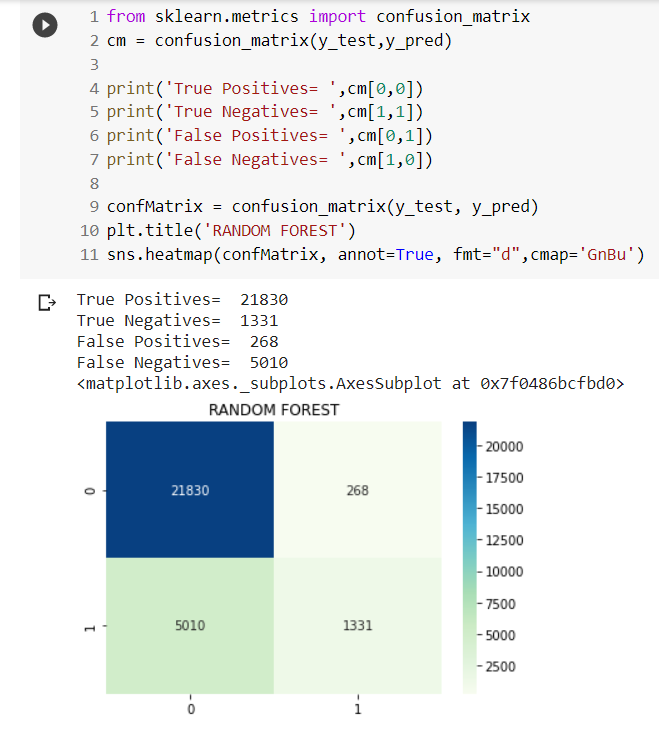 1 from sklearn.metrics import confusion_matrix
2 cm = confusion_matrix(y_test,y_pred)
3
4 print('True Positives= ',cm[0,0])
5 print('True Negatives= ',cm[1,1])
6 print('False Positives= ',cm[0,1])
7 print('False Negatives= ',cm[1,0])
8
9 confMatrix = confusion_matrix(y_test, y_pred)
10 plt.title('RANDOM FOREST')
11 sns.heatmap(confMatrix, annot=True, fmt="d",cmap='GnBu')
True Positives=  21830
True Negatives=  1331
False Positives=  268
False Negatives=  5010
<matplotlib.axes._subplots.AxesSubplot at 0x7f0486bcfbd0>
RANDOM FOREST
0
21830
268
1
5010
1331
0
1
20000
17500
15000
12500
10000
7500
5000
2500